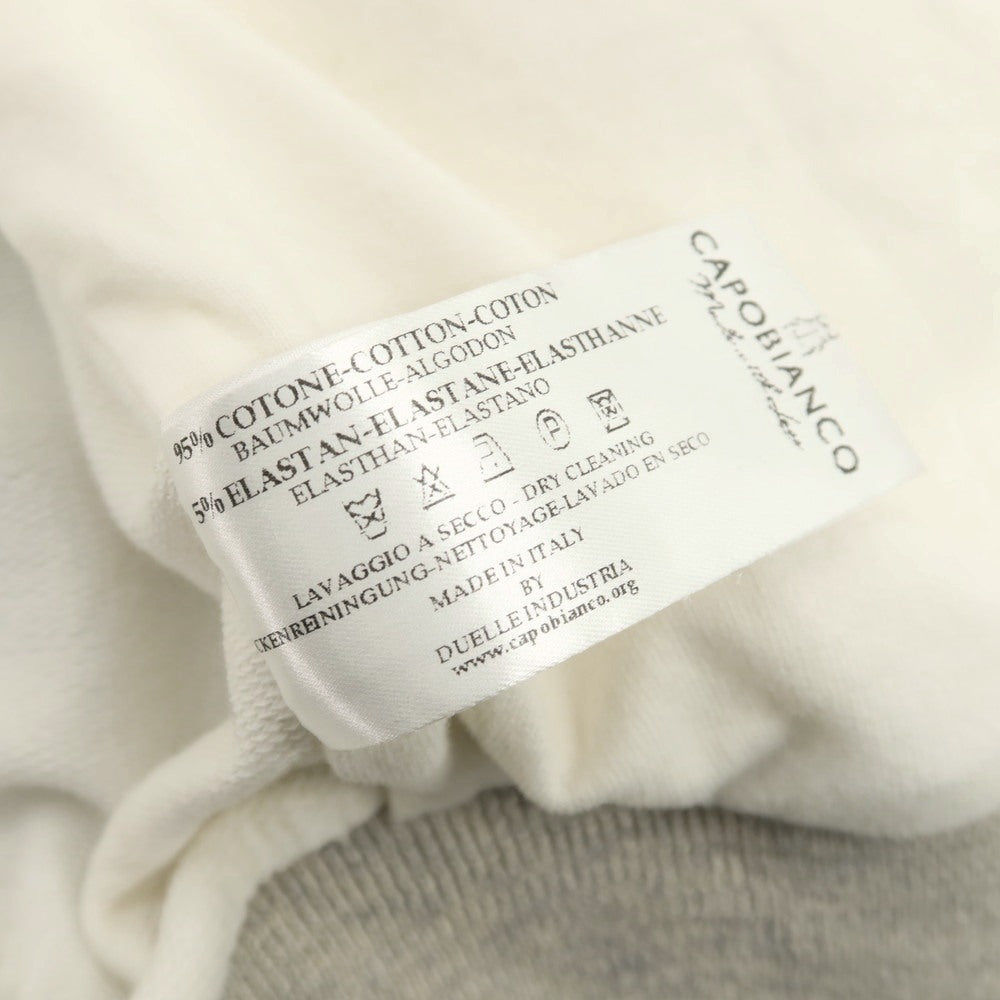 95% COTONE-COTTON-COTON
BAUMWOLLE-ALGODON
5% ELASTAN-ELASTANE-ELASTHANNE
ELASTHAN-ELASTANO
P
LAVAGGIO A SECCO - DRY CLEANING
CKENREININGUNG-NETTOYAGE-LAVADO EN SECO
MADE IN ITALY
BY
DUELLE INDUSTRIA
www.capobianco.org
CAPOBIANCO